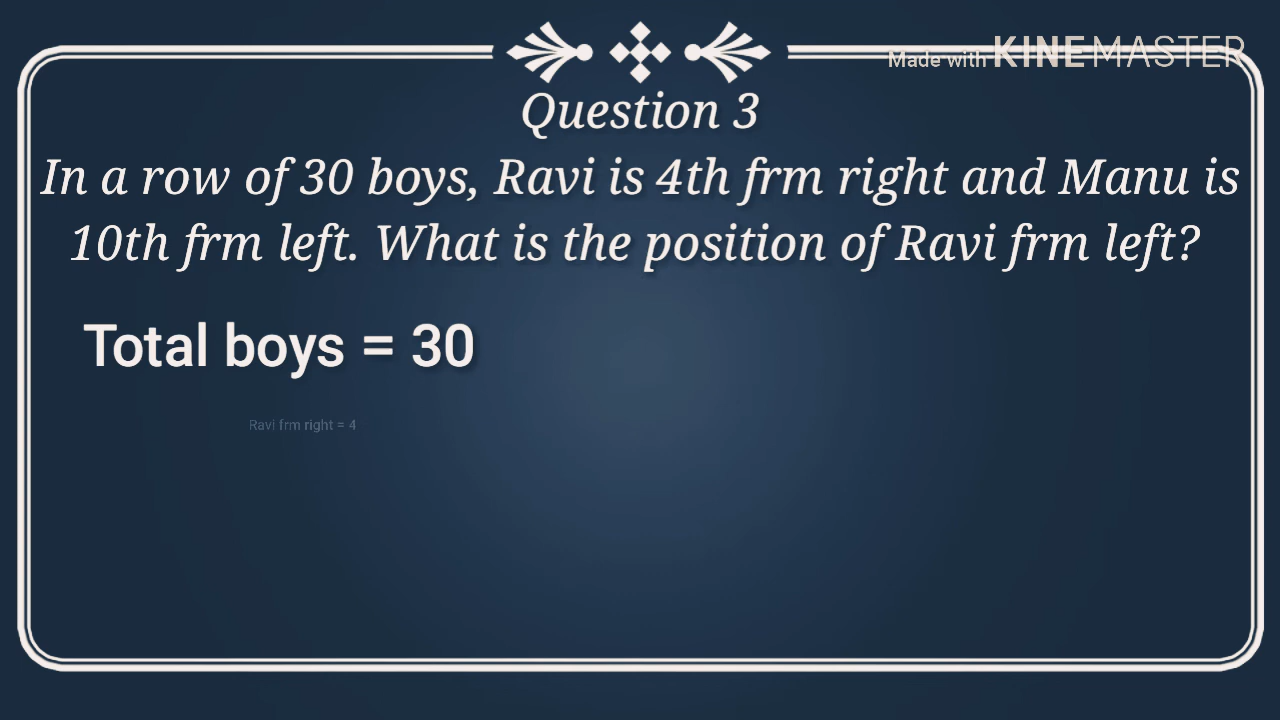 Made with KINEMASTER
Question 3
In a row of 30 boys, Ravi is 4th frm right and Manu is
10th frm left. What is the position of Ravi frm left?
Total boys = 30
Ravi frm right = 4